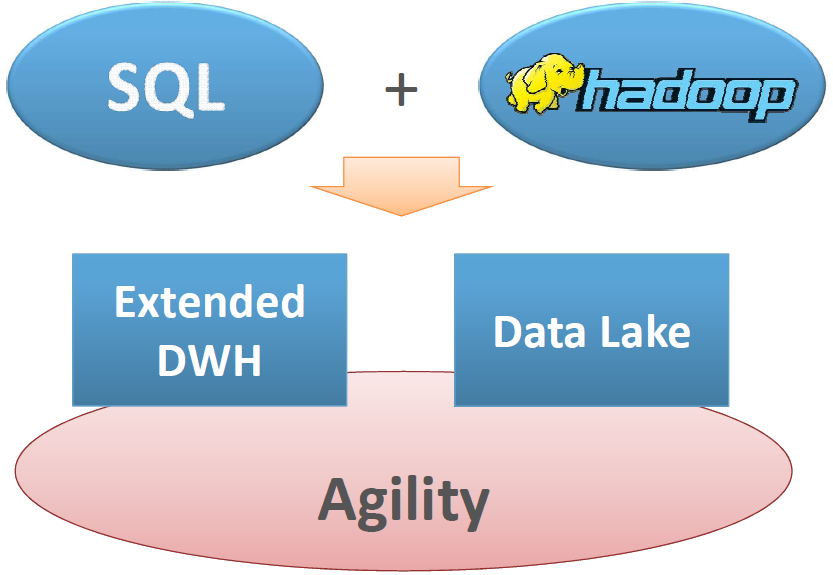 SQL
+
hadoop
Extended
DWH
Data Lake
Agility